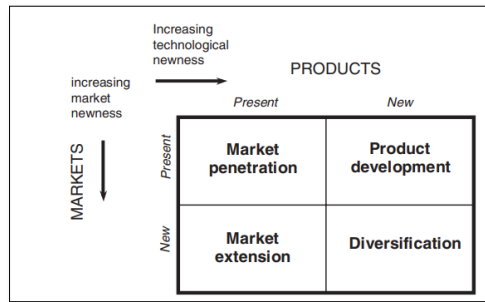 Increasing
technological
newness
PRODUCTS
increasing
market
newness
Present
New
MARKETS
Present
Market
penetration
Product
development
New
Market
extension
Diversification